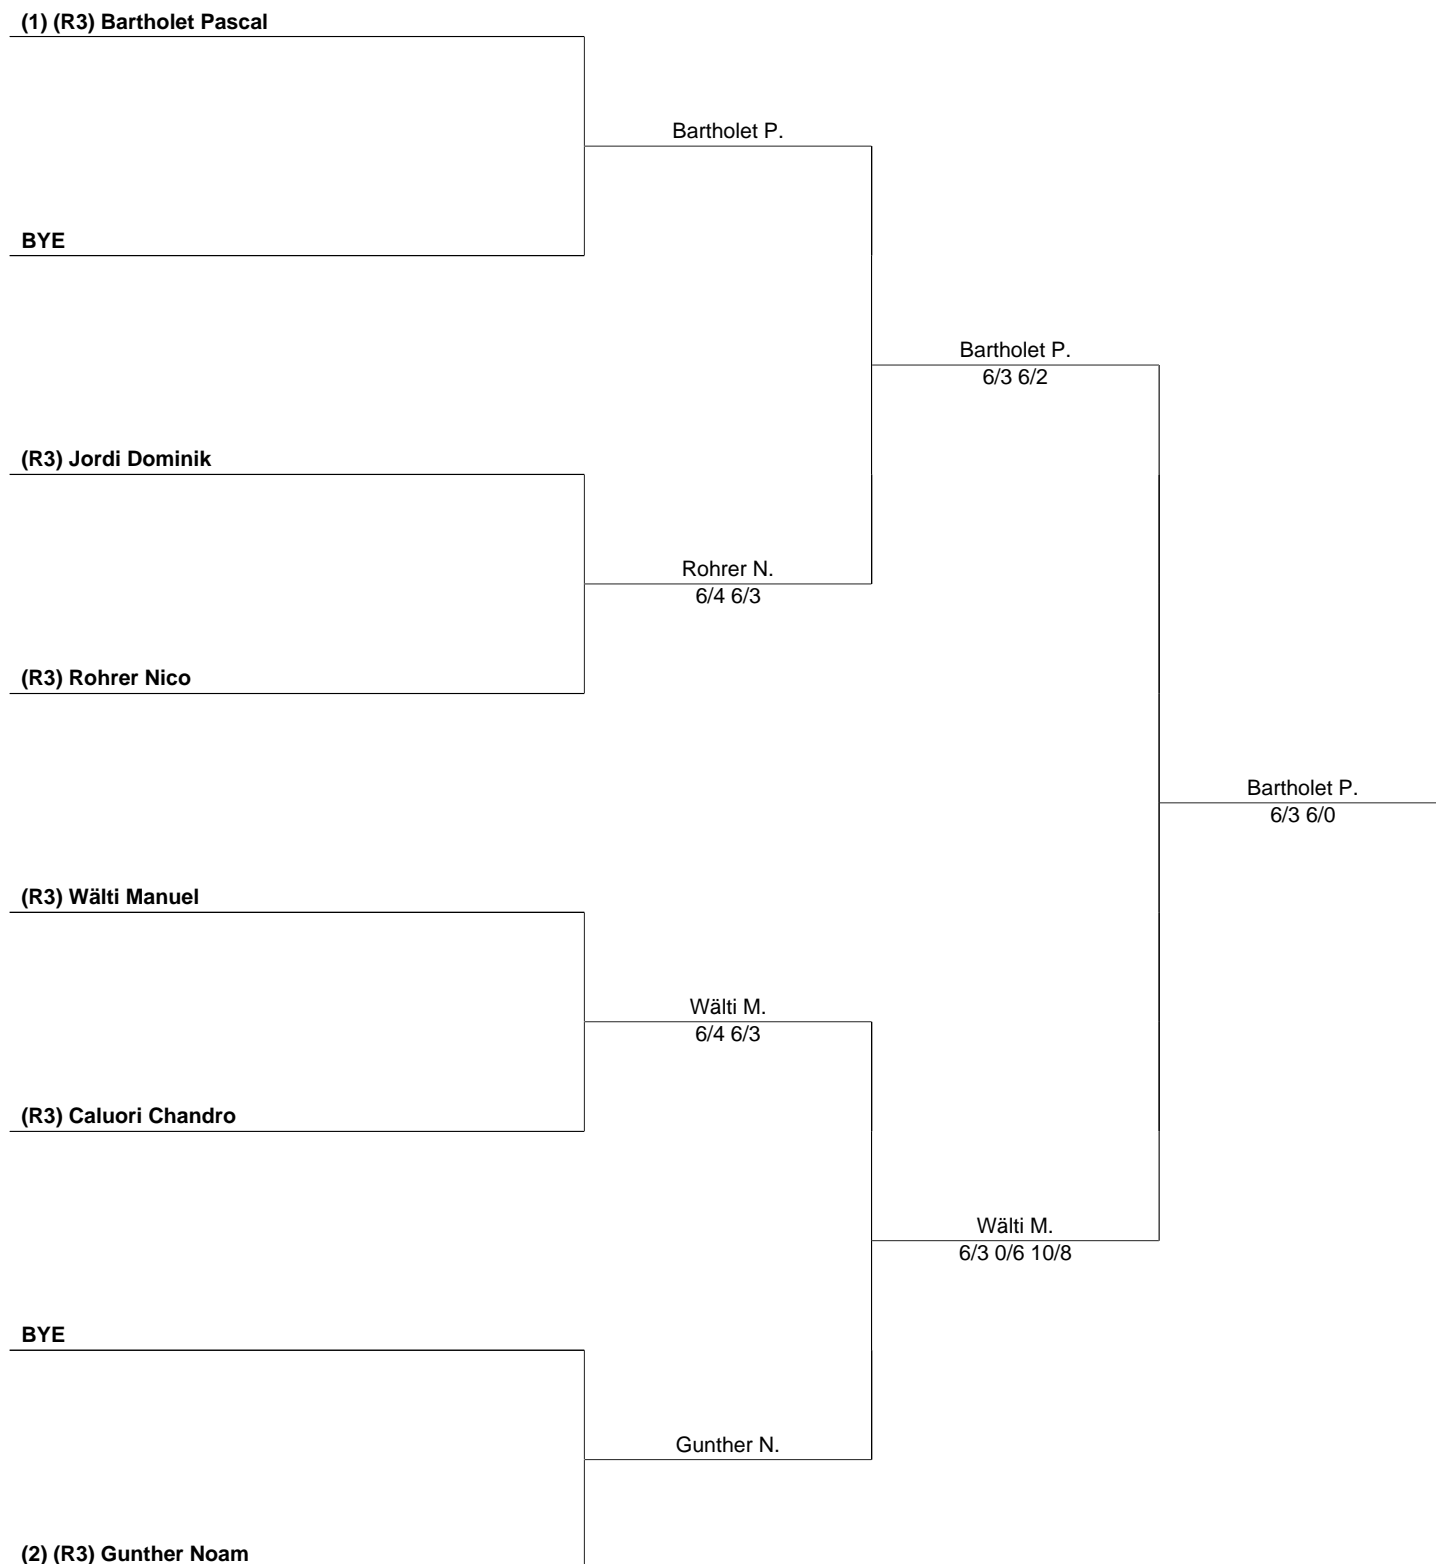 (1) (R3) Bartholet Pascal
Bartholet P.
BYE
Bartholet P.
6/3 6/2
(R3) Jordi Dominik
Rohrer N.
6/4 6/3
(R3) Rohrer Nico
Bartholet P.
6/3 6/0
(R3) Wälti Manuel
Wälti M.
6/4 6/3
(R3) Caluori Chandro
Wälti M.
6/3 0/6 10/8
BYE
Gunther N.
(2) (R3) Gunther Noam